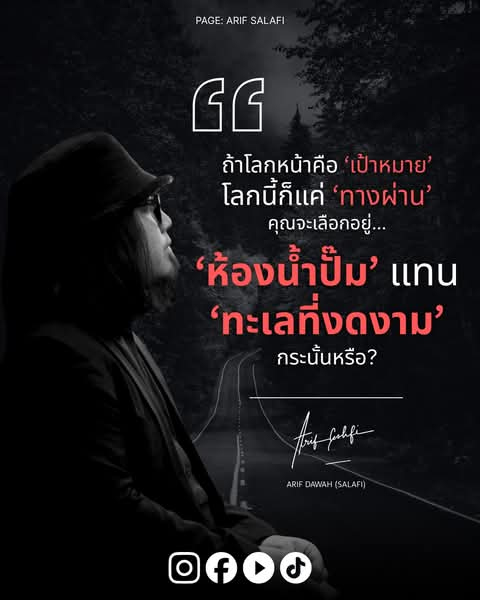 PAGE: ARIF SALAFI
ถ้าโลกหน้าคือ ‘เป้าหมาย’
โลกนี้ก็แค่ ‘ทางผ่าน’
คุณจะเลือกอยู่...
‘ห้องน้ำปั๊ม’ แทน
‘ทะเลที่งดงาม’
กระนั้นหรือ?
Arif Salafi
ARIF DAWAH (SALAFI)